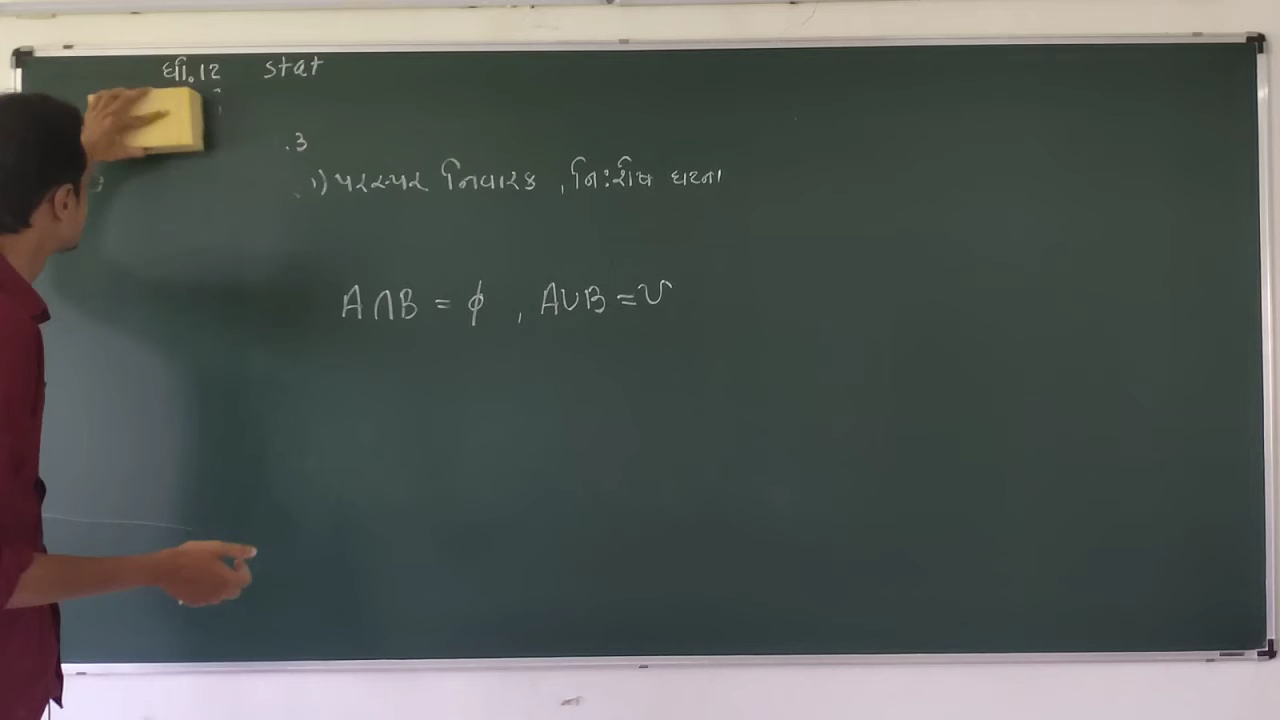 ધો.12 stat
.3
1) પરસ્પર નિવારક , નિ:શેષ ઘટના
A∩B = ϕ , A∪B = U